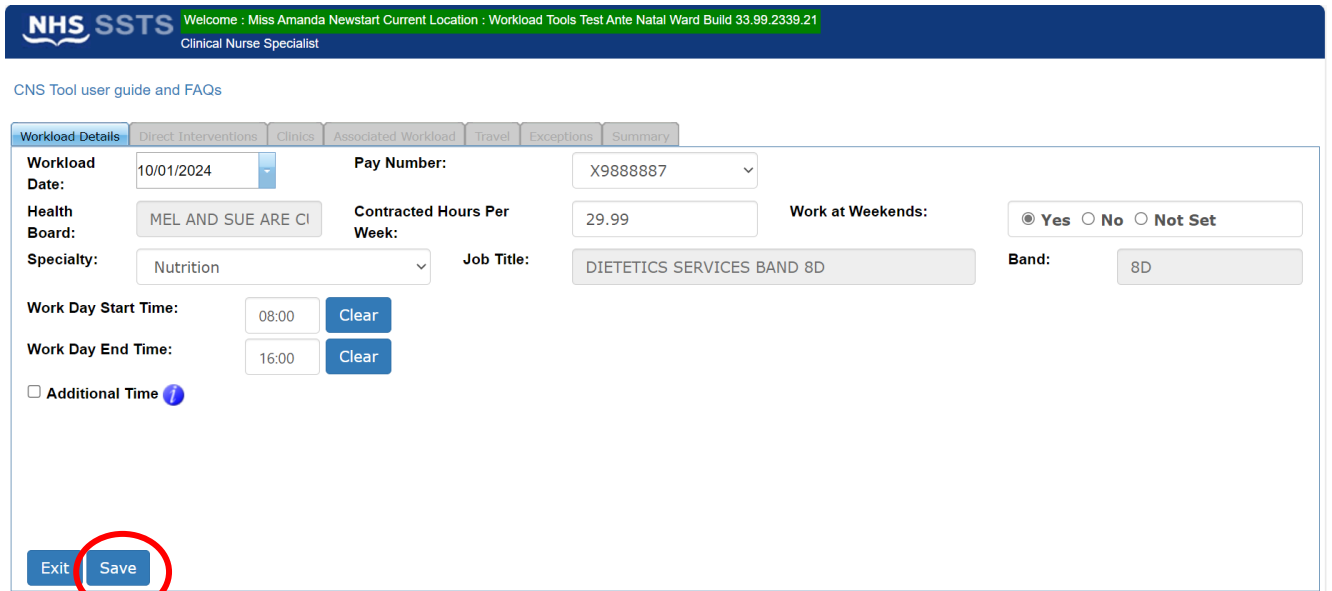 NHS SSTS Welcome : Miss Amanda Newstart Current Location : Workload Tools Test Ante Natal Ward Build 33.99.2339.21
Clinical Nurse Specialist
CNS Tool user guide and FAQs
Workload Details Direct Interventions Clinics Associated Workload Travel Exceptions Summary
Workload Date: 10/01/2024 Pay Number: X9888887
Health Board: MEL AND SUE ARE CU Contracted Hours Per Week: 29.99 Work at Weekends: Yes No Not Set
Specialty: Nutrition Job Title: DIETETICS SERVICES BAND 8D Band: 8D
Work Day Start Time: 08:00 Clear
Work Day End Time: 16:00 Clear
Additional Time i
Exit Save